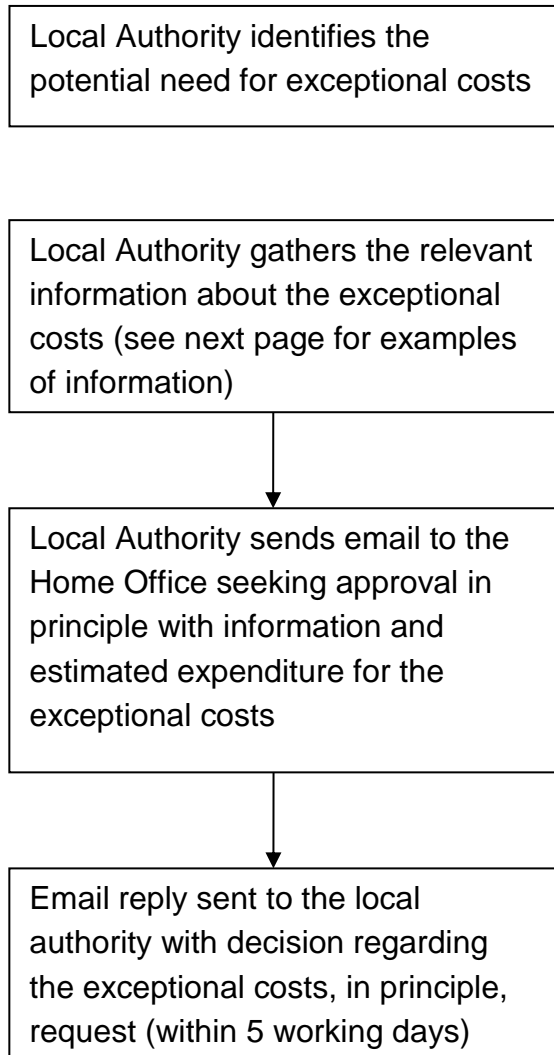 Local Authority identifies the
potential need for exceptional costs
Local Authority gathers the relevant
information about the exceptional
costs (see next page for examples
of information)
Local Authority sends email to the
Home Office seeking approval in
principle with information and
estimated expenditure for the
exceptional costs
Email reply sent to the local
authority with decision regarding
the exceptional costs, in principle,
request (within 5 working days)